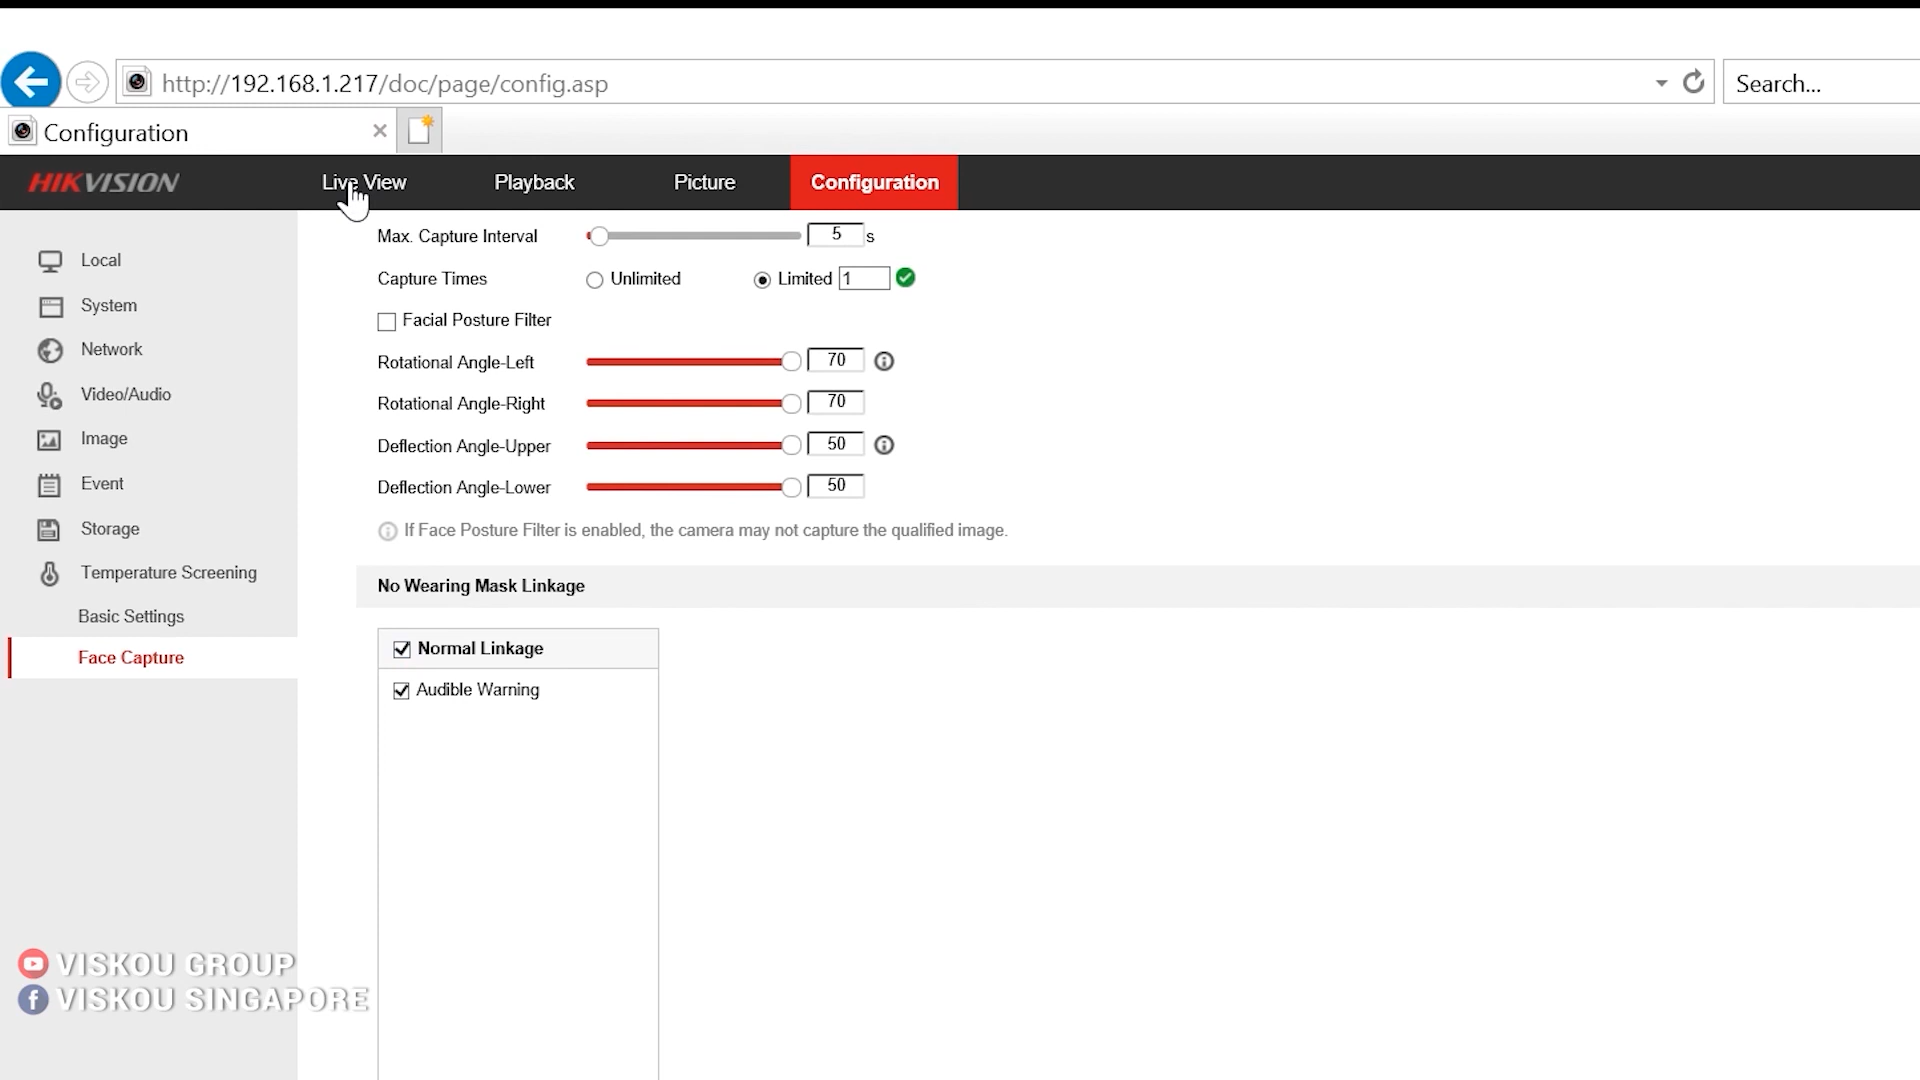 http://192.168.1.217/doc/page/config.asp
Search...
Configuration
HIKVISION
Live View
Playback
Picture
Configuration
Local
System
Network
Video/Audio
Image
Event
Storage
Temperature Screening
Basic Settings
Face Capture
Max. Capture Interval 5 s
Capture Times Unlimited Limited 1
Facial Posture Filter
Rotational Angle-Left 70
Rotational Angle-Right 70
Deflection Angle-Upper 50
Deflection Angle-Lower 50
If Face Posture Filter is enabled, the camera may not capture the qualified image.
No Wearing Mask Linkage
Normal Linkage
Audible Warning
VISKOU GROUP
VISKOU SINGAPORE